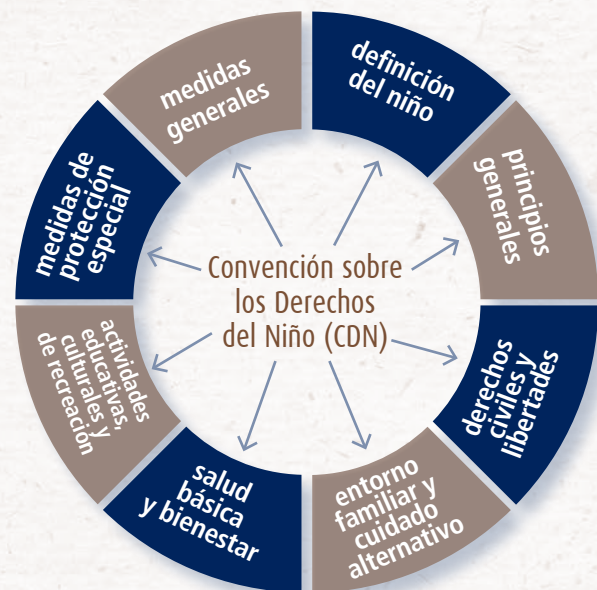 medidas
generales
definición
del niño
principios
generales
derechos
civiles y
libertades
entorno
familiar y
cuidado
alternativo
salud
básica
y bienestar
actividades
educativas,
culturales y
de recreación
medidas de
protección
especial
Convención sobre
los Derechos
del Niño (CDN)